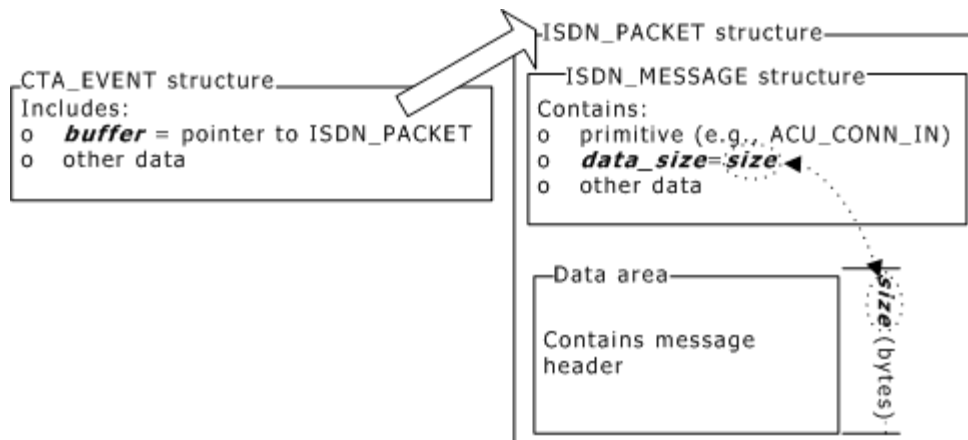 ISDN_PACKET structure
CTA_EVENT structure
Includes:
o buffer = pointer to ISDN_PACKET
o other data
ISDN_MESSAGE structure
Contains:
o primitive (e.g., ACU_CONN_IN)
o data_size=size
o other data
Data area
Contains message
header
size (bytes)